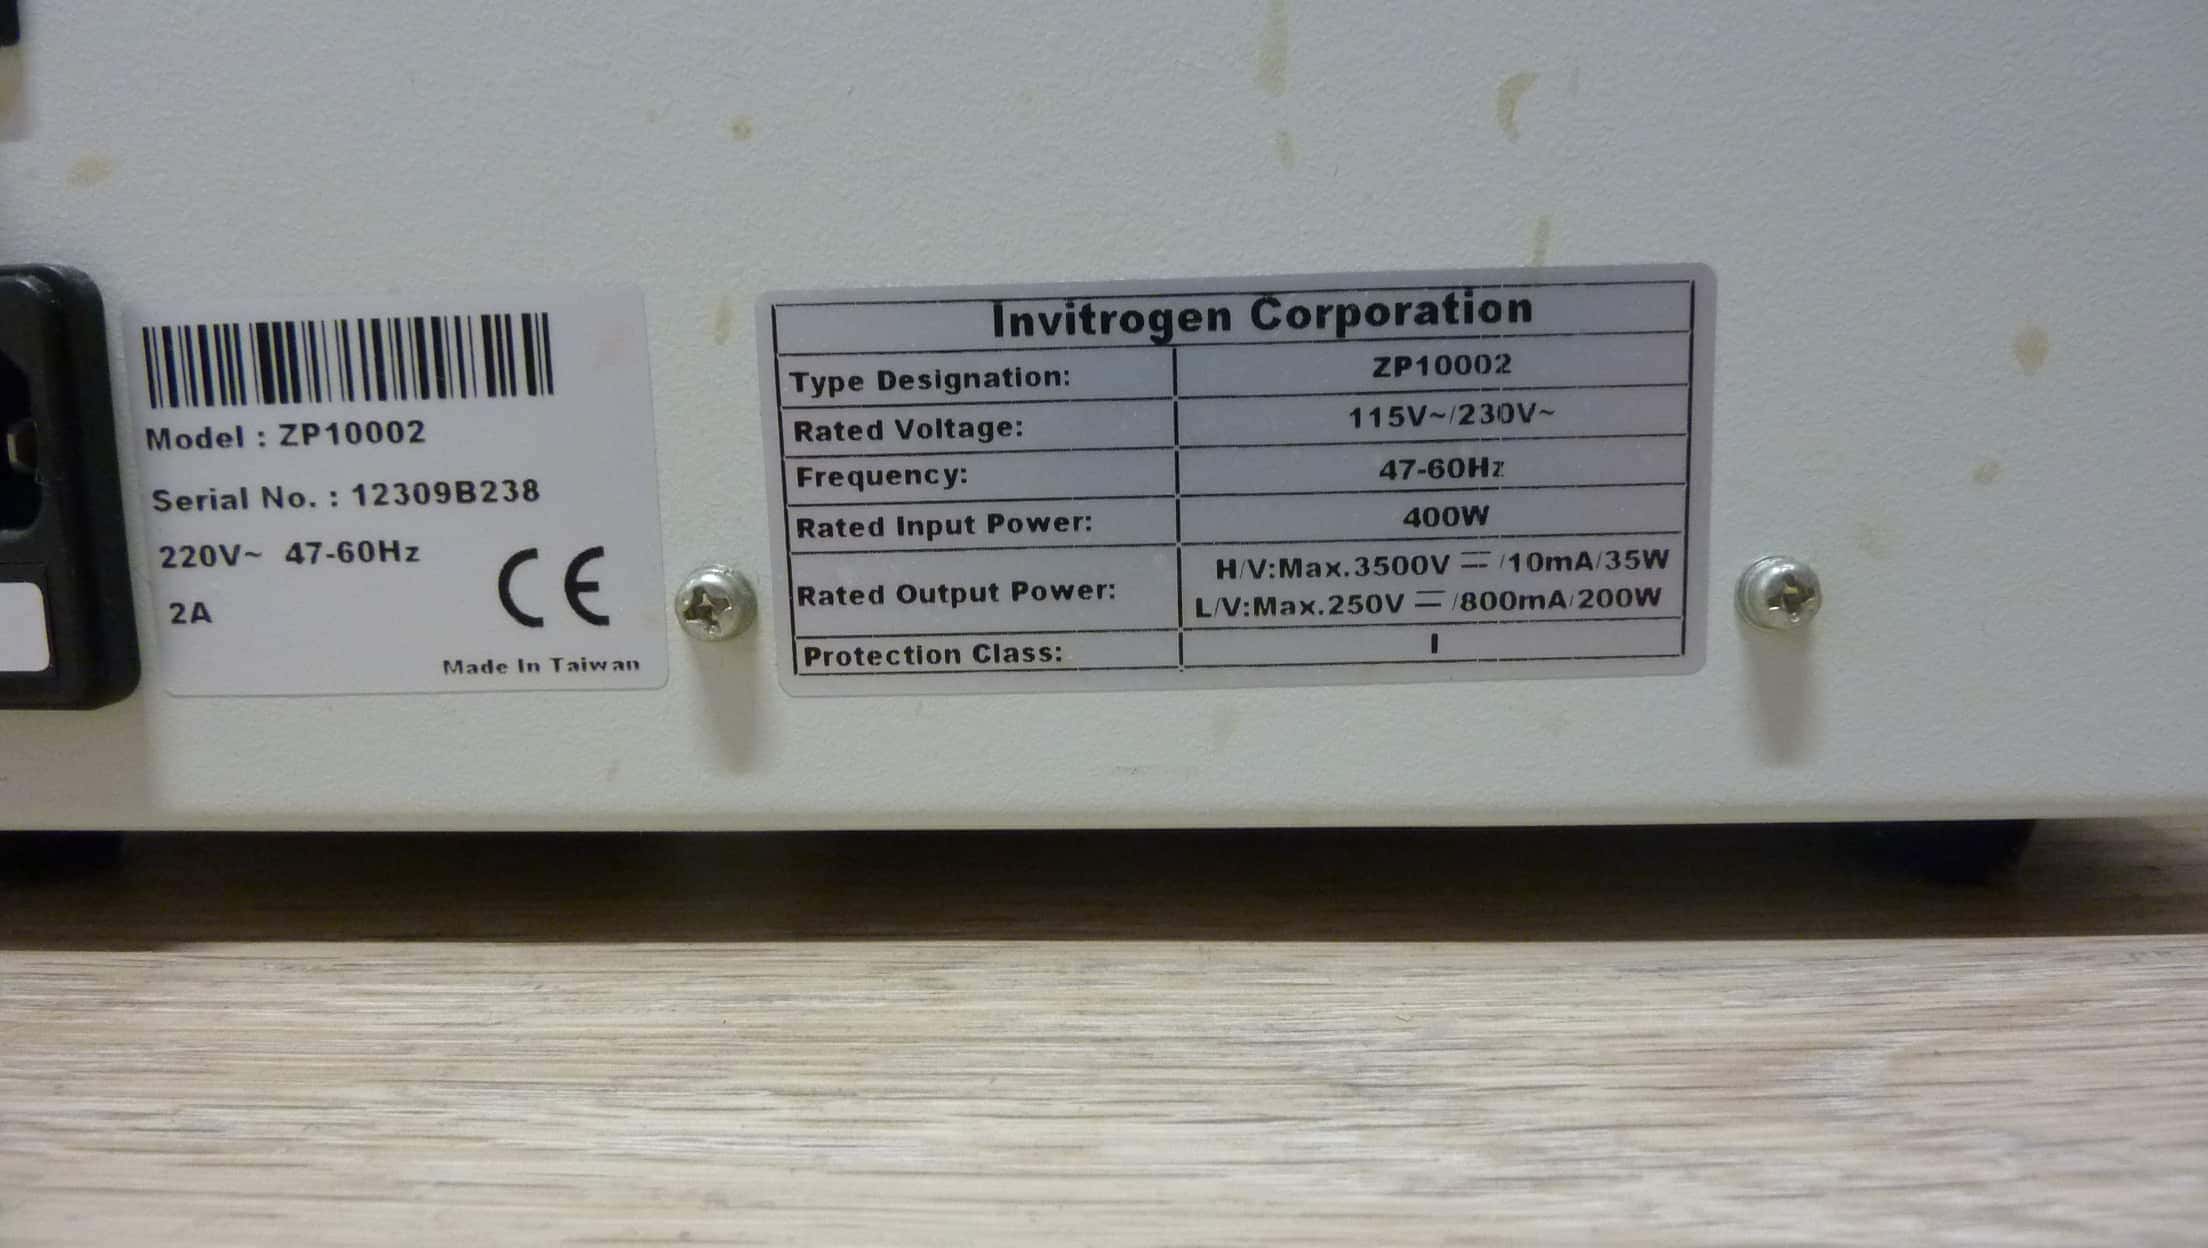 Model : ZP10002
Serial No. : 12309B238
220V~ 47-60Hz
2A
CE
Made In Taiwan
Invitrogen Corporation
Type Designation: ZP10002
Rated Voltage: 115V~/230V~
Frequency: 47-60Hz
Rated Input Power: 400W
Rated Output Power: H/V:Max.3500V ⎓ /10mA/35W
L/V:Max.250V ⎓ /800mA/200W
Protection Class: I